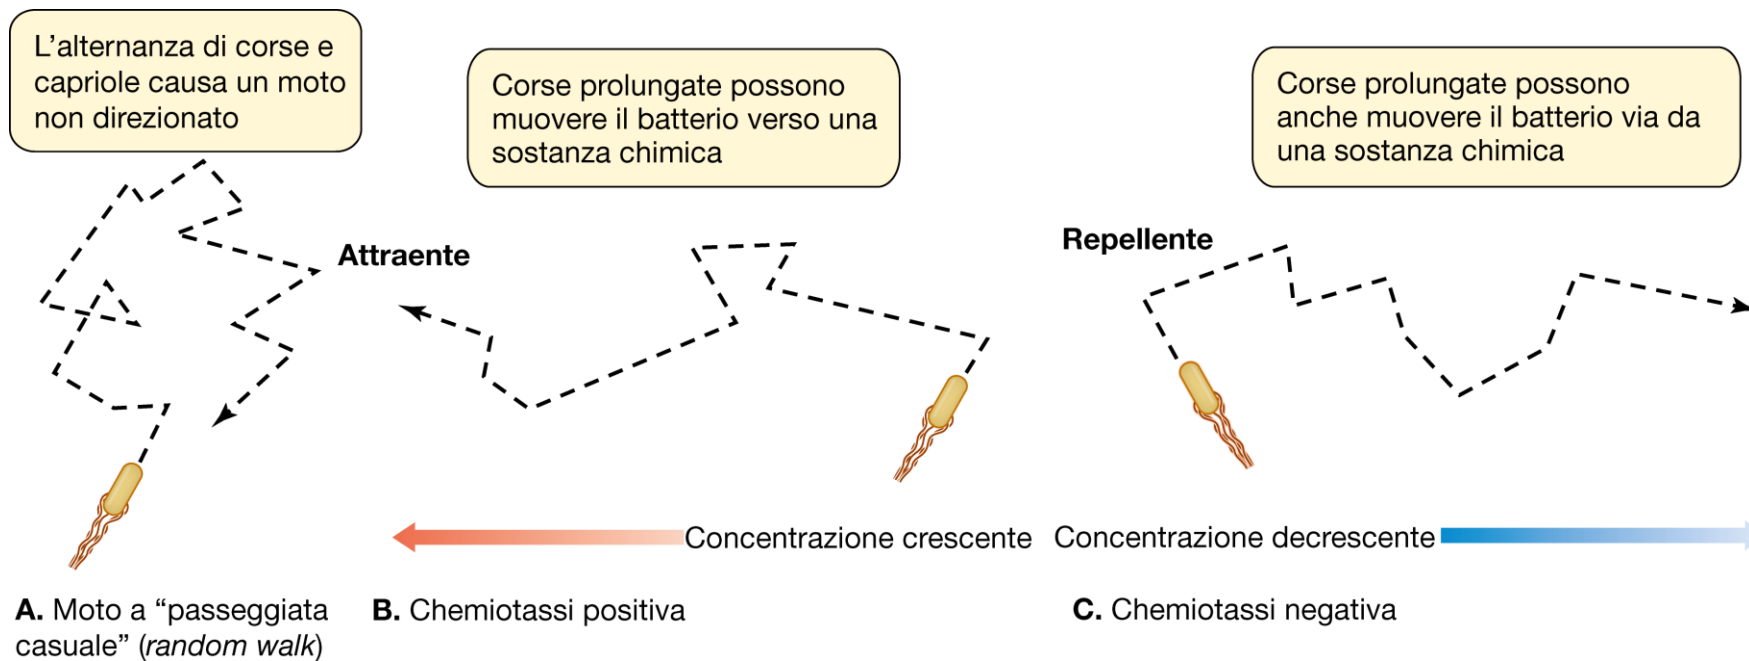 L’alternanza di corse e
capriole causa un moto
non direzionato
Corse prolungate possono
muovere il batterio verso una
sostanza chimica
Corse prolungate possono
anche muovere il batterio via da
una sostanza chimica
Attraente
Repellente
Concentrazione crescente
Concentrazione decrescente
A. Moto a “passeggiata
casuale” (random walk)
B. Chemiotassi positiva
C. Chemiotassi negativa